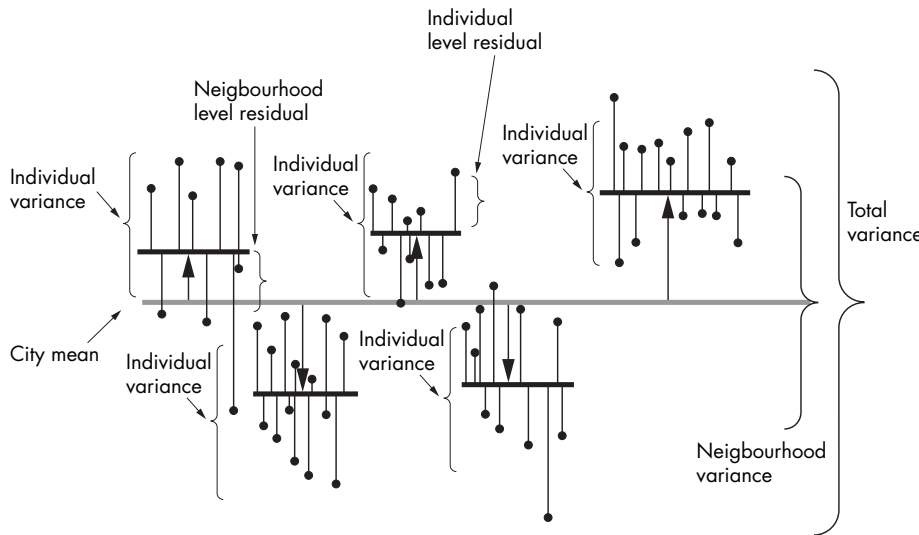 Individual
level residual
Neigbourhood
level residual
Individual
variance
Individual
variance
Individual
variance
Total
variance
City mean
Individual
variance
Individual
variance
Neigbourhood
variance